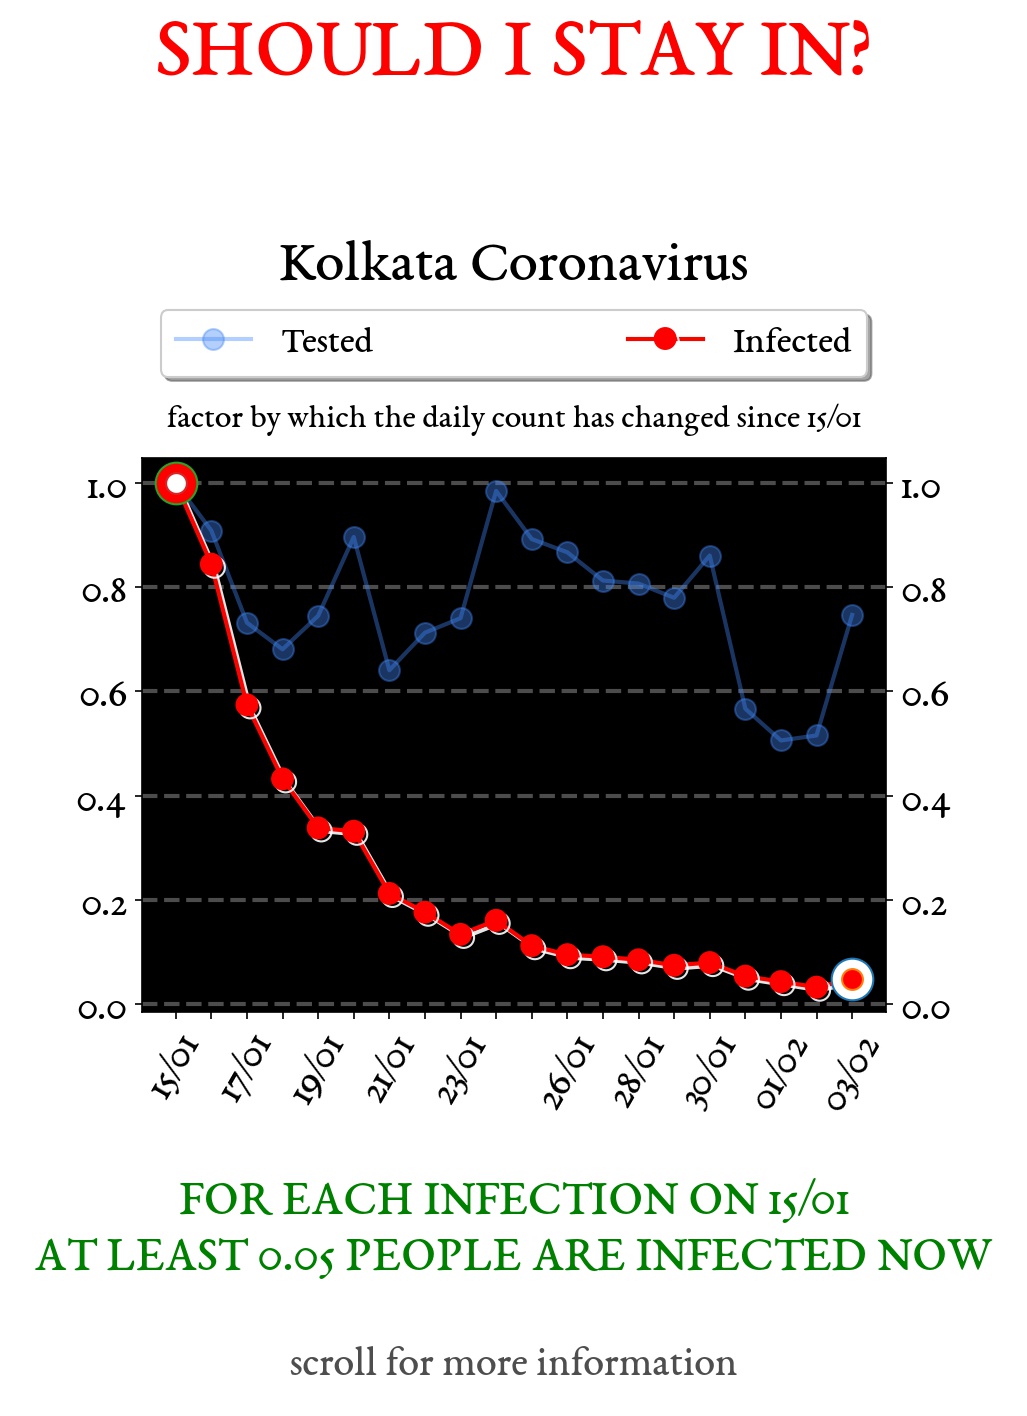 SHOULD I STAY IN?
Kolkata Coronavirus
Tested Infected
factor by which the daily count has changed since 15/01
1.0 1.0
0.8 0.8
0.6 0.6
0.4 0.4
0.2 0.2
0.0 0.0
15/01 17/01 19/01 21/01 23/01 26/01 28/01 30/01 01/02 03/02
FOR EACH INFECTION ON 15/01
AT LEAST 0.05 PEOPLE ARE INFECTED NOW
scroll for more information